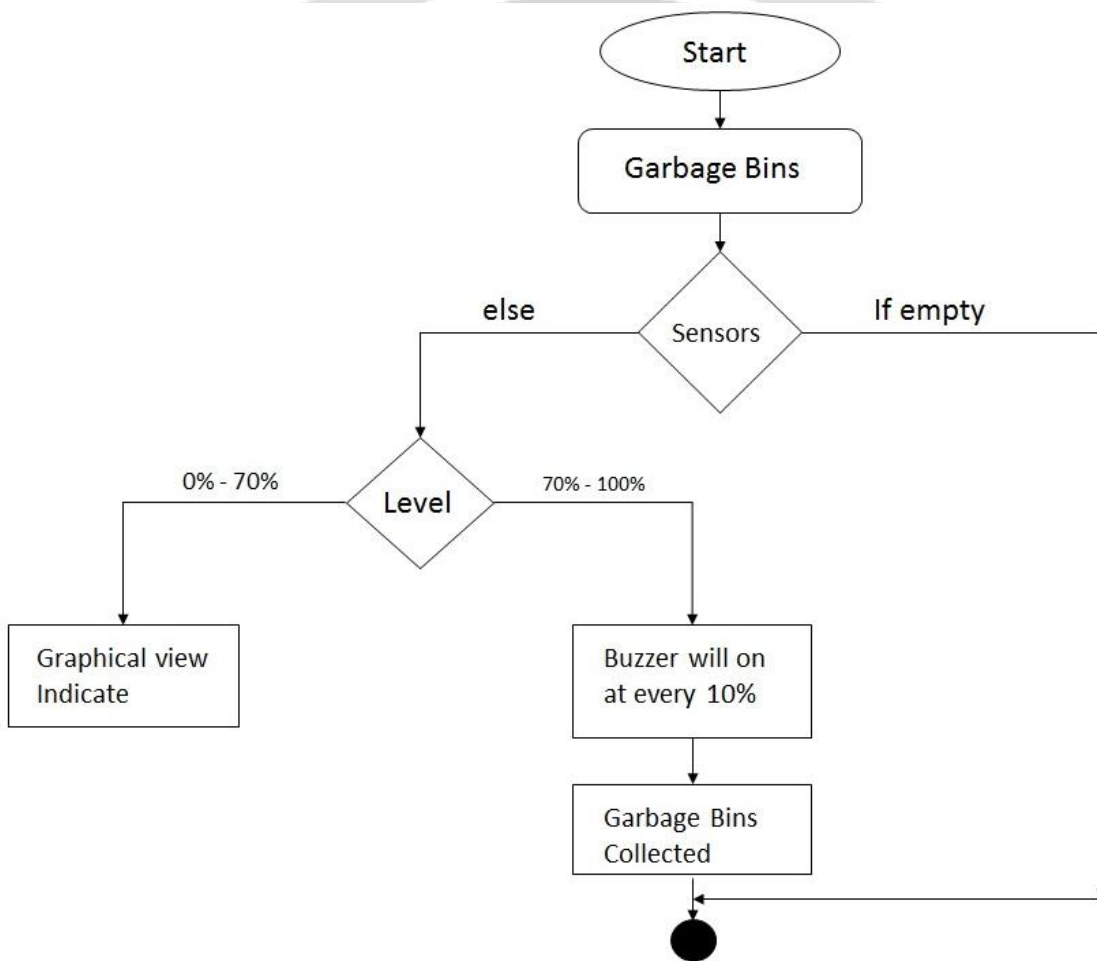 Start
Garbage Bins
Sensors
else
If empty
Level
0% - 70%
70% - 100%
Graphical view
Indicate
Buzzer will on
at every 10%
Garbage Bins
Collected